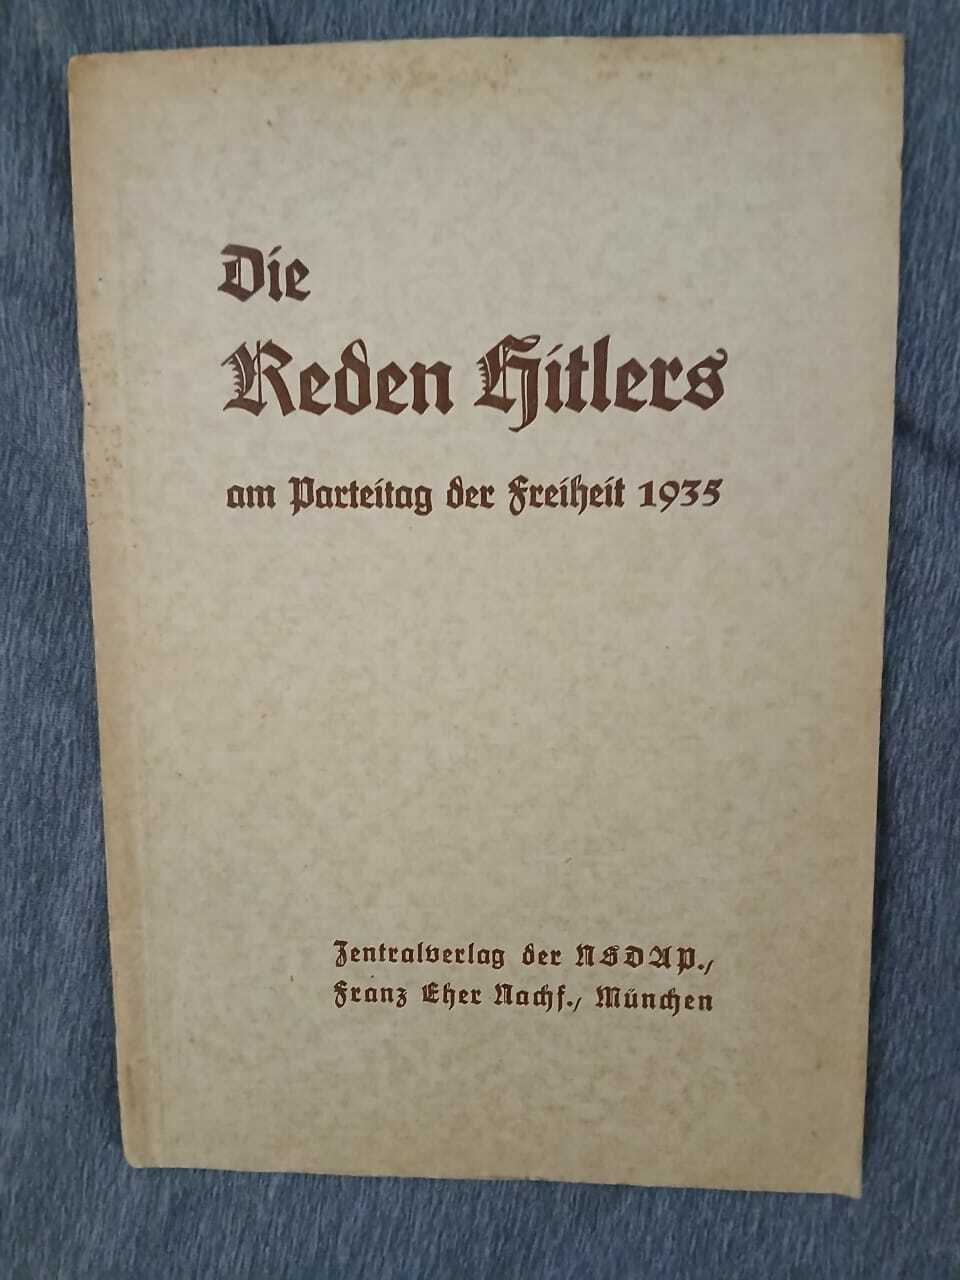 Die
Reden Hitlers
am Parteitag der Freiheit 1935
Zentralverlag der NSDAP.,
Franz Eher Nachf., München